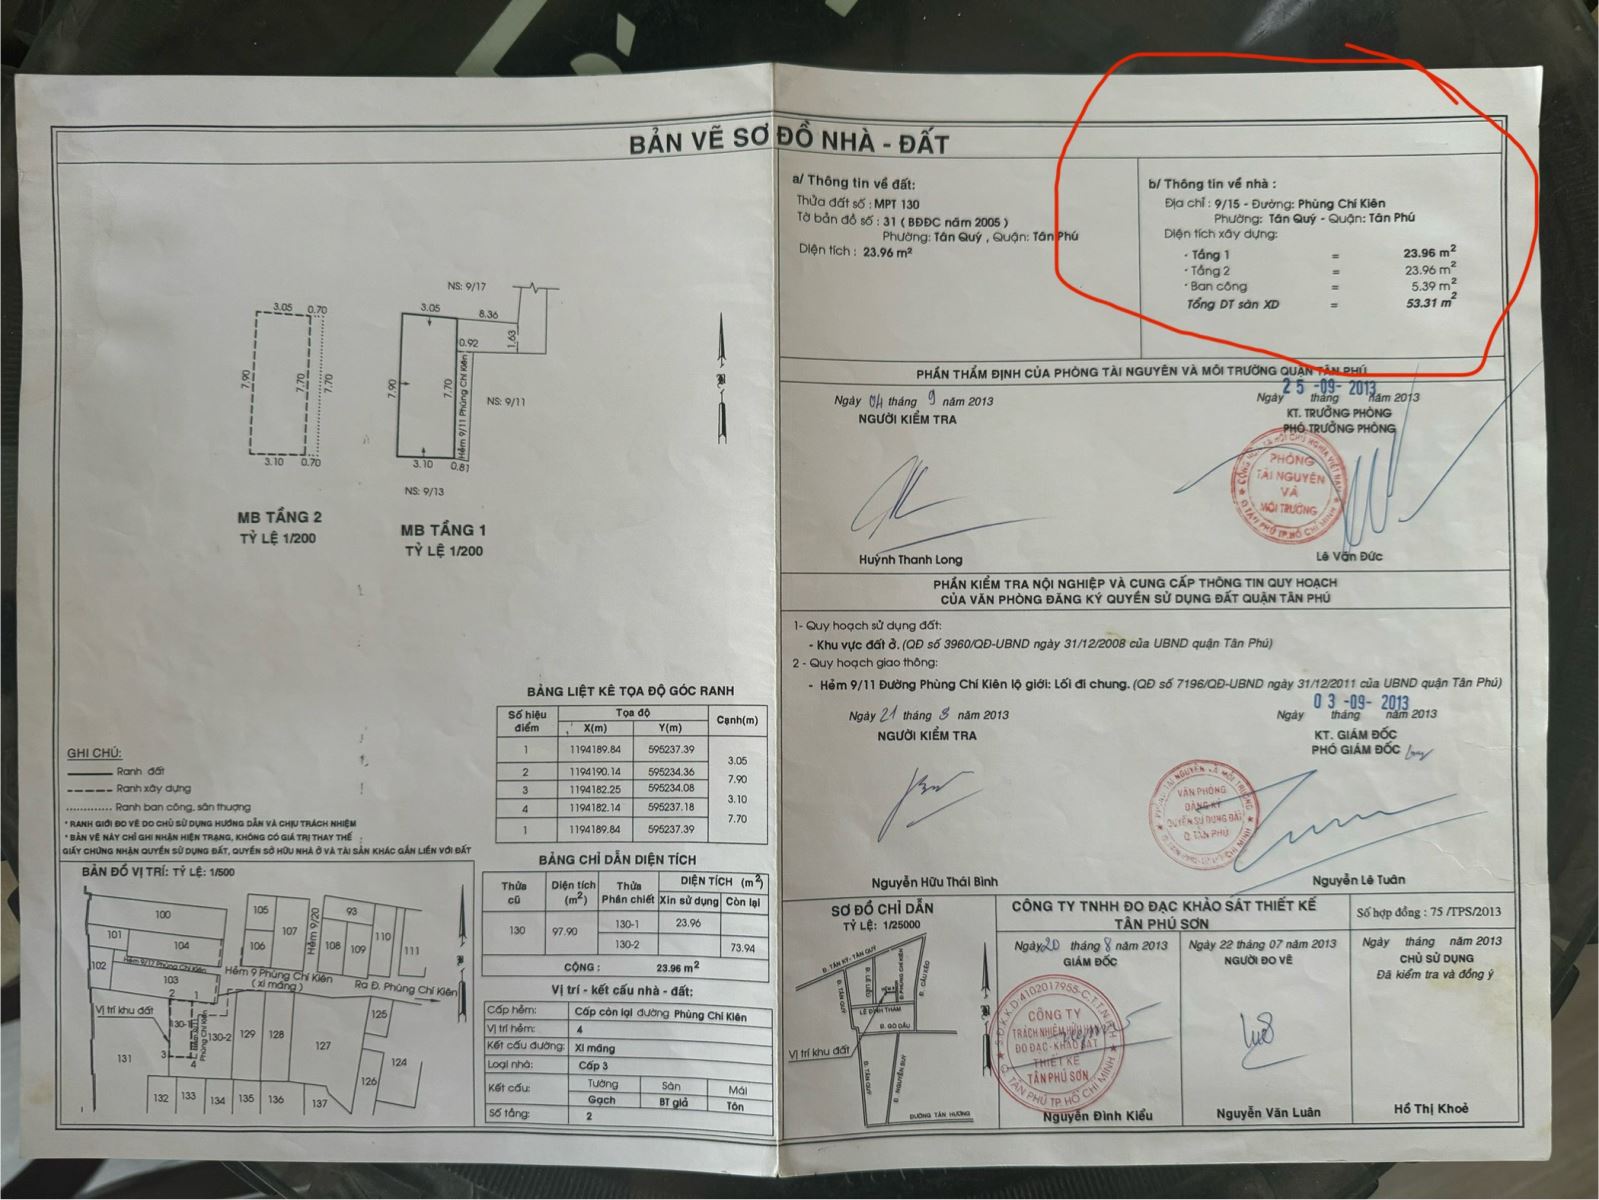 BẢN VẼ SƠ ĐỒ NHÀ - ĐẤT
3.05
0.70
7.90
7.70
7.70
3.10
0.70
MB TẦNG 2
TỶ LỆ 1/200
NS: 9/17
3.05
8.36
0.92
1.63
7.90
7.70
Hẻm 9/11 Phùng Chí Kiên
NS: 9/11
3.10
0.81
NS: 9/13
MB TẦNG 1
TỶ LỆ 1/200
GHI CHÚ:
Ranh đất
Ranh xây dựng
Ranh ban công, sân thượng
* RANH GIỚI ĐO VẼ DO CHỦ SỬ DỤNG HƯỚNG DẪN VÀ CHỊU TRÁCH NHIỆM
* BẢN VẼ NÀY CHỈ GHI NHẬN HIỆN TRẠNG, KHÔNG CÓ GIÁ TRỊ THAY THẾ
GIẤY CHỨNG NHẬN QUYỀN SỬ DỤNG ĐẤT, QUYỀN SỞ HỮU NHÀ Ở VÀ TÀI SẢN KHÁC GẮN LIỀN VỚI ĐẤT
BẢNG LIỆT KÊ TỌA ĐỘ GÓC RANH
Số hiệu điểm Tọa độ Cạnh(m)
X(m) Y(m)
1 1194189.84 595237.39
3.05
2 1194190.14 595234.36
7.90
3 1194182.25 595234.08
3.10
4 1194182.14 595237.18
7.70
1 1194189.84 595237.39
BẢNG CHỈ DẪN DIỆN TÍCH
Thửa cũ Diện tích (m²) Thửa Phân chiết DIỆN TÍCH (m²)
Xin sử dụng Còn lại
130 97.90 130-1 23.96
130-2 73.94
CỘNG : 23.96 m²
Vị trí - kết cấu nhà - đất:
Cấp hẻm: Cấp còn lại đường Phùng Chí Kiên
Vị trí hẻm: 4
Kết cấu đường: Xi măng
Loại nhà: Cấp 3
Kết cấu: Tường Sàn Mái
Gạch BT giả Tôn
Số tầng: 2
BẢN ĐỒ VỊ TRÍ: TỶ LỆ: 1/500
100
101
104
102
Hẻm 9/17 Phùng Chí Kiên
103
105
106
107
Hẻm 9/20
93
108
109
110
111
Hẻm 9 Phùng Chí Kiên
( xi măng )
Ra Đ. Phùng Chí Kiên
2
1
Vị trí khu đất
130-1
Phùng Chí Kiên
130-2
129
128
127
125
124
126
131
3
4
132
133
134
135
136
137
a/ Thông tin về đất:
Thửa đất số : MPT 130
Tờ bản đồ số : 31 ( BĐĐC năm 2005 )
Phường: Tân Quý , Quận: Tân Phú
Diện tích : 23.96 m²
b/ Thông tin về nhà :
Địa chỉ : 9/15 - Đường: Phùng Chí Kiên
Phường: Tân Quý - Quận: Tân Phú
Diện tích xây dựng:
- Tầng 1 = 23.96 m²
- Tầng 2 = 23.96 m²
- Ban công = 5.39 m²
Tổng DT sàn XD = 53.31 m²
PHẦN THẨM ĐỊNH CỦA PHÒNG TÀI NGUYÊN VÀ MÔI TRƯỜNG QUẬN TÂN PHÚ
Ngày 04 tháng 9 năm 2013
NGƯỜI KIỂM TRA
Huỳnh Thanh Long
25 -09- 2013
Ngày tháng năm 2013
KT. TRƯỞNG PHÒNG
PHÓ TRƯỞNG PHÒNG
PHÒNG
TÀI NGUYÊN
VÀ
MÔI TRƯỜNG
Lê Văn Đức
PHẦN KIỂM TRA NỘI NGHIỆP VÀ CUNG CẤP THÔNG TIN QUY HOẠCH
CỦA VĂN PHÒNG ĐĂNG KÝ QUYỀN SỬ DỤNG ĐẤT QUẬN TÂN PHÚ
1- Quy hoạch sử dụng đất:
- Khu vực đất ở. (QĐ số 3960/QĐ-UBND ngày 31/12/2008 của UBND quận Tân Phú)
2 - Quy hoạch giao thông:
- Hẻm 9/11 Đường Phùng Chí Kiên lộ giới: Lối đi chung. (QĐ số 7196/QĐ-UBND ngày 31/12/2011 của UBND quận Tân Phú)
Ngày 21 tháng 8 năm 2013
NGƯỜI KIỂM TRA
Nguyễn Hữu Thái Bình
03 -09- 2013
Ngày tháng năm 2013
KT. GIÁM ĐỐC
PHÓ GIÁM ĐỐC
VĂN PHÒNG
ĐĂNG KÝ
QUYỀN SỬ DỤNG ĐẤT
Q. TÂN PHÚ
Nguyễn Lê Tuân
SƠ ĐỒ CHỈ DẪN
TỶ LỆ: 1/25000
Đ. TÂN KỲ- TÂN QUÝ
Đ. TÂN QUÝ
Đ. LÊ LIỄU
Đ. PHÙNG CHÍ KIÊN
Đ. CẦU XÉO
LÊ ĐÌNH THÁM
Đ. GÒ DẦU
Vị trí khu đất
Đ. TÂN QUÝ
Đ. NGUYỄN QUÝ
ĐƯỜNG TÂN HƯƠNG
CÔNG TY TNHH ĐO ĐẠC KHẢO SÁT THIẾT KẾ
TÂN PHÚ SƠN
Số hợp đồng : 75 /TPS/2013
Ngày 20 tháng 8 năm 2013
GIÁM ĐỐC
S.Đ.K.K.D:4102017955-C.T.T.N.H.H
CÔNG TY
TRÁCH NHIỆM HỮU HẠN
ĐO ĐẠC- KHẢO SÁT
THIẾT KẾ
TÂN PHÚ SƠN
Q. TÂN PHÚ TP. HỒ CHÍ MINH
Nguyễn Đình Kiểu
Ngày 22 tháng 07 năm 2013
NGƯỜI ĐO VẼ
Nguyễn Văn Luân
Ngày tháng năm 2013
CHỦ SỬ DỤNG
Đã kiểm tra và đồng ý
Hồ Thị Khoẻ